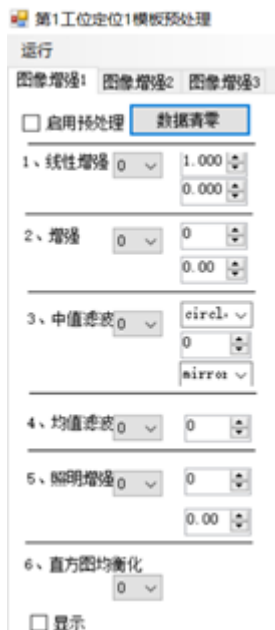 第1工位定位1模板预处理
运行
图像增强1 图像增强2 图像增强3
启用预处理 数据清零
1、线性增强 0 1.000
0.000
2、增强 0 0
0.00
3、中值滤波 0 circl
0
mirror
4、均值滤波 0 0
5、照明增强 0 0
0.00
6、直方图均衡化
0
显示